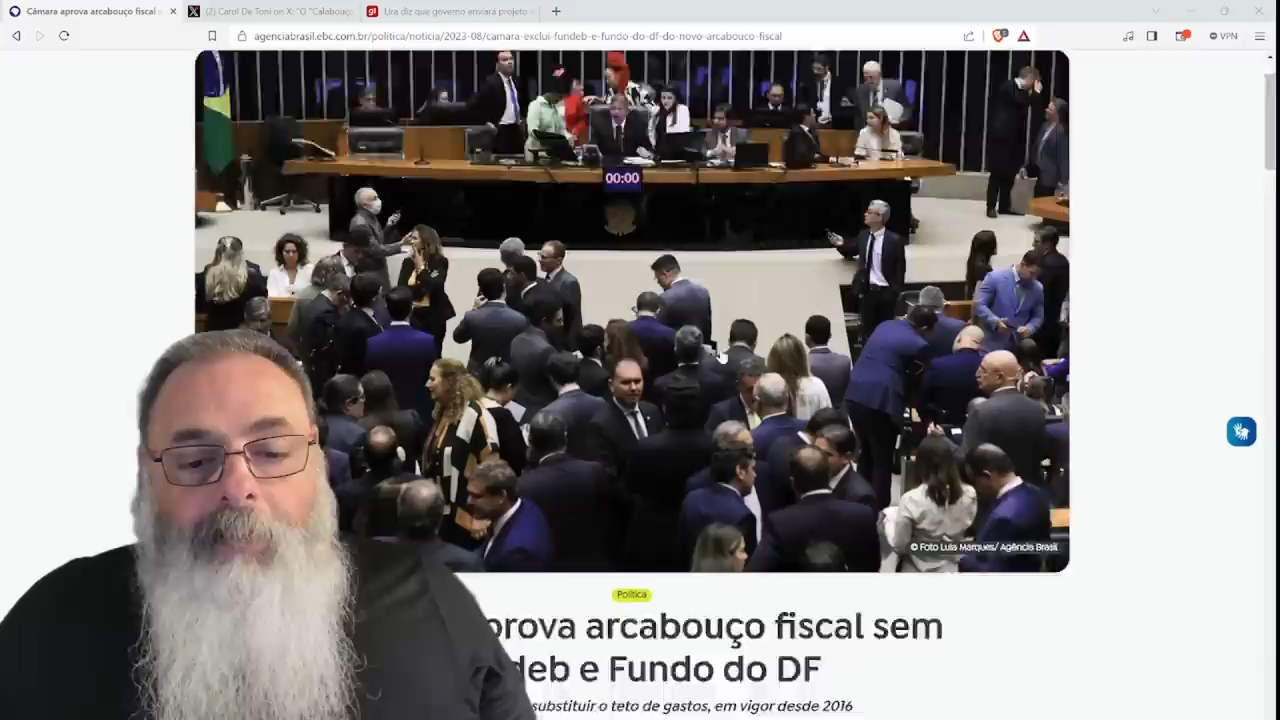 Câmara aprova arcabouço fiscal s
(2) Carol De Toni on X: "O "Calabouço
g1
Lira diz que governo enviará projeto
agenciabrasil.ebc.com.br/politica/noticia/2023-08/camara-exclui-fundeb-e-fundo-do-df-do-novo-arcabouco-fiscal
VPN
00:00
© Foto Lula Marques/ Agência Brasil
Política
prova arcabouço fiscal sem
deb e Fundo do DF
substituir o teto de gastos, em vigor desde 2016